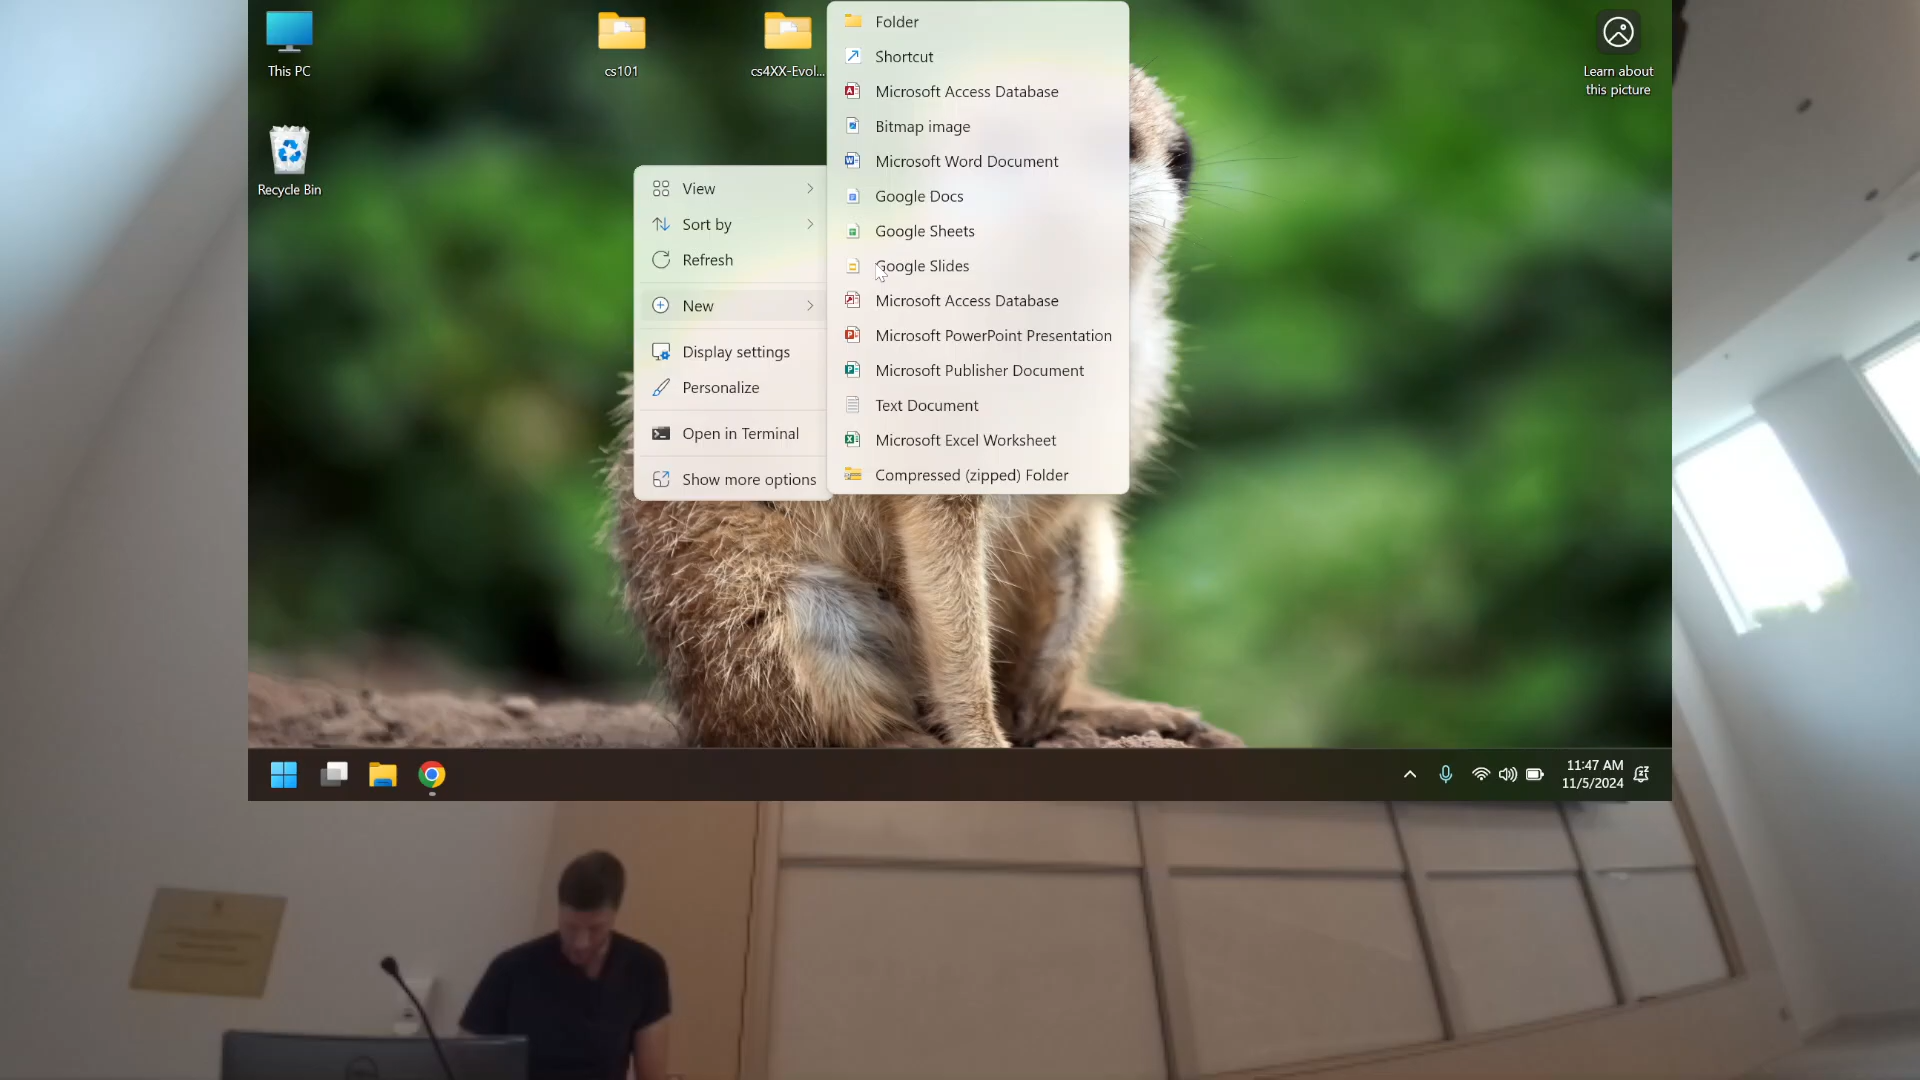 This PC
cs101
cs4XX-Evol...
Learn about
this picture
Recycle Bin
View
Sort by
Refresh
New
Display settings
Personalize
Open in Terminal
Show more options
Folder
Shortcut
Microsoft Access Database
Bitmap image
Microsoft Word Document
Google Docs
Google Sheets
Google Slides
Microsoft Access Database
Microsoft PowerPoint Presentation
Microsoft Publisher Document
Text Document
Microsoft Excel Worksheet
Compressed (zipped) Folder
11:47 AM
11/5/2024